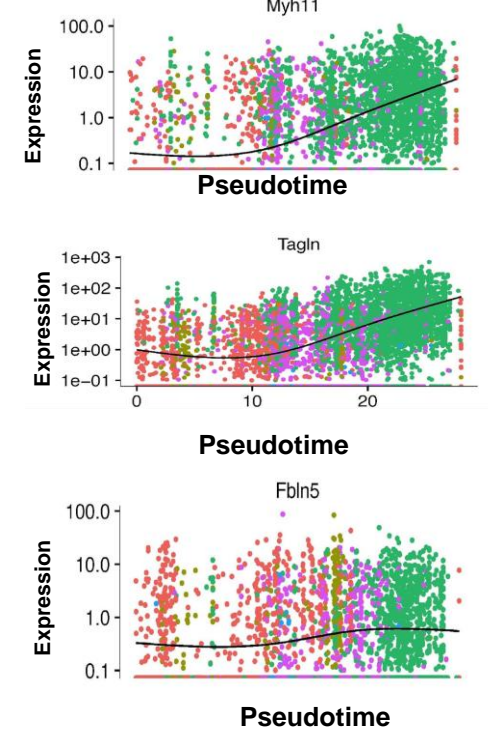 Myh11
Expression
100.0
10.0
1.0
0.1
Pseudotime
Tagln
Expression
1e+03
1e+02
1e+01
1e+00
1e−01
0 10 20
Pseudotime
Fbln5
Expression
100.0
10.0
1.0
0.1
Pseudotime